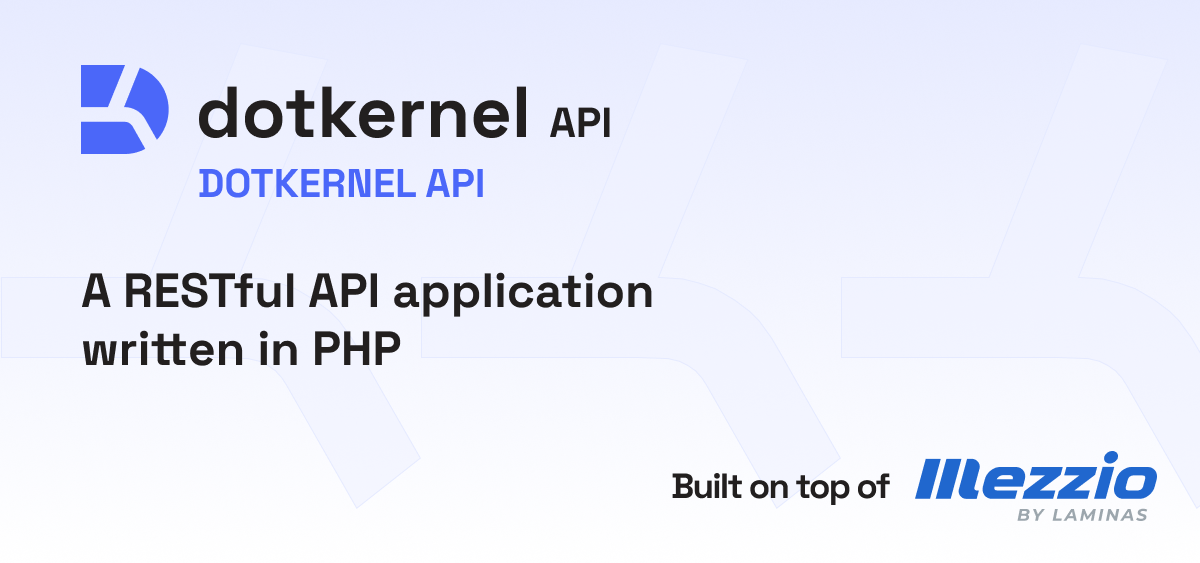 dotkernel API
DOTKERNEL API
A RESTful API application
written in PHP
Built on top of mezzio
BY LAMINAS